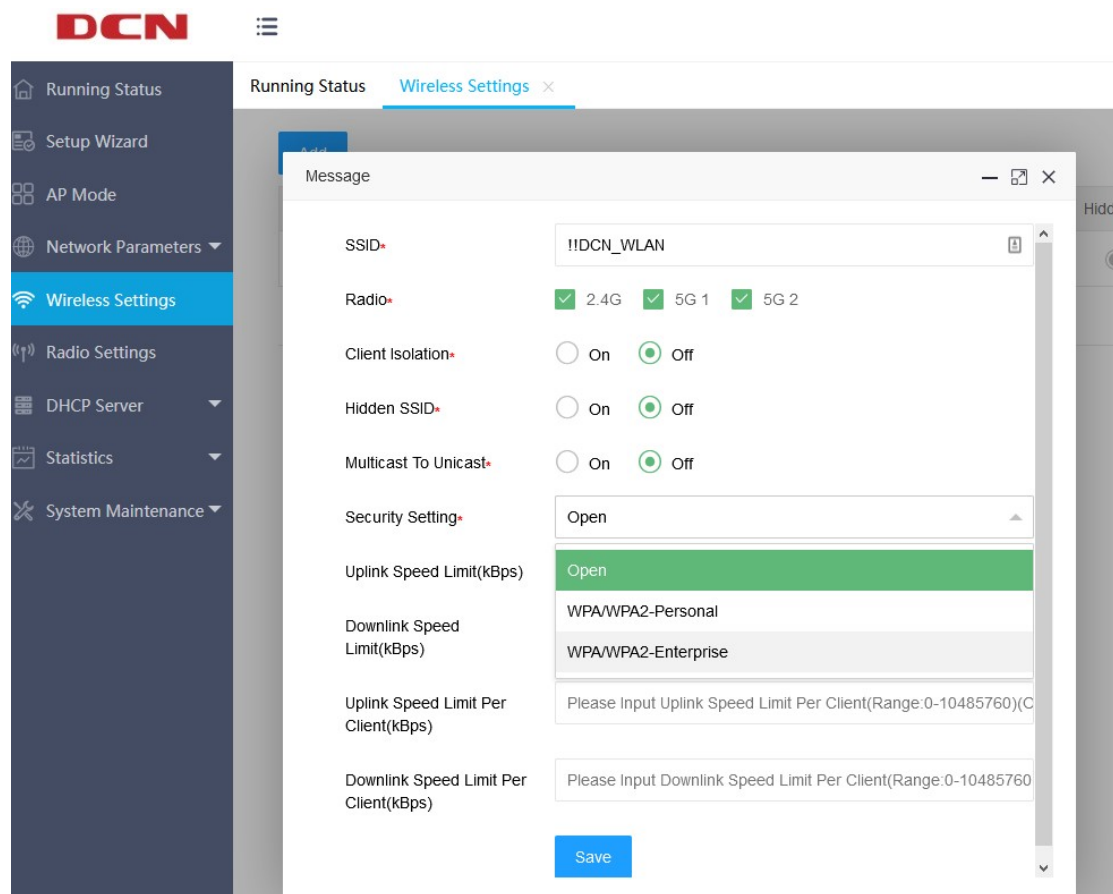 DCN
Running Status
Setup Wizard
AP Mode
Network Parameters
Wireless Settings
Radio Settings
DHCP Server
Statistics
System Maintenance
Running Status Wireless Settings
Add
Message
SSID*
!!DCN_WLAN
Radio*
2.4G 5G 1 5G 2
Client Isolation*
On Off
Hidden SSID*
On Off
Multicast To Unicast*
On Off
Security Setting*
Open
Open
WPA/WPA2-Personal
WPA/WPA2-Enterprise
Uplink Speed Limit(kBps)
Downlink Speed
Limit(kBps)
Uplink Speed Limit Per
Client(kBps)
Please Input Uplink Speed Limit Per Client(Range:0-10485760)(
Downlink Speed Limit Per
Client(kBps)
Please Input Downlink Speed Limit Per Client(Range:0-10485760
Save